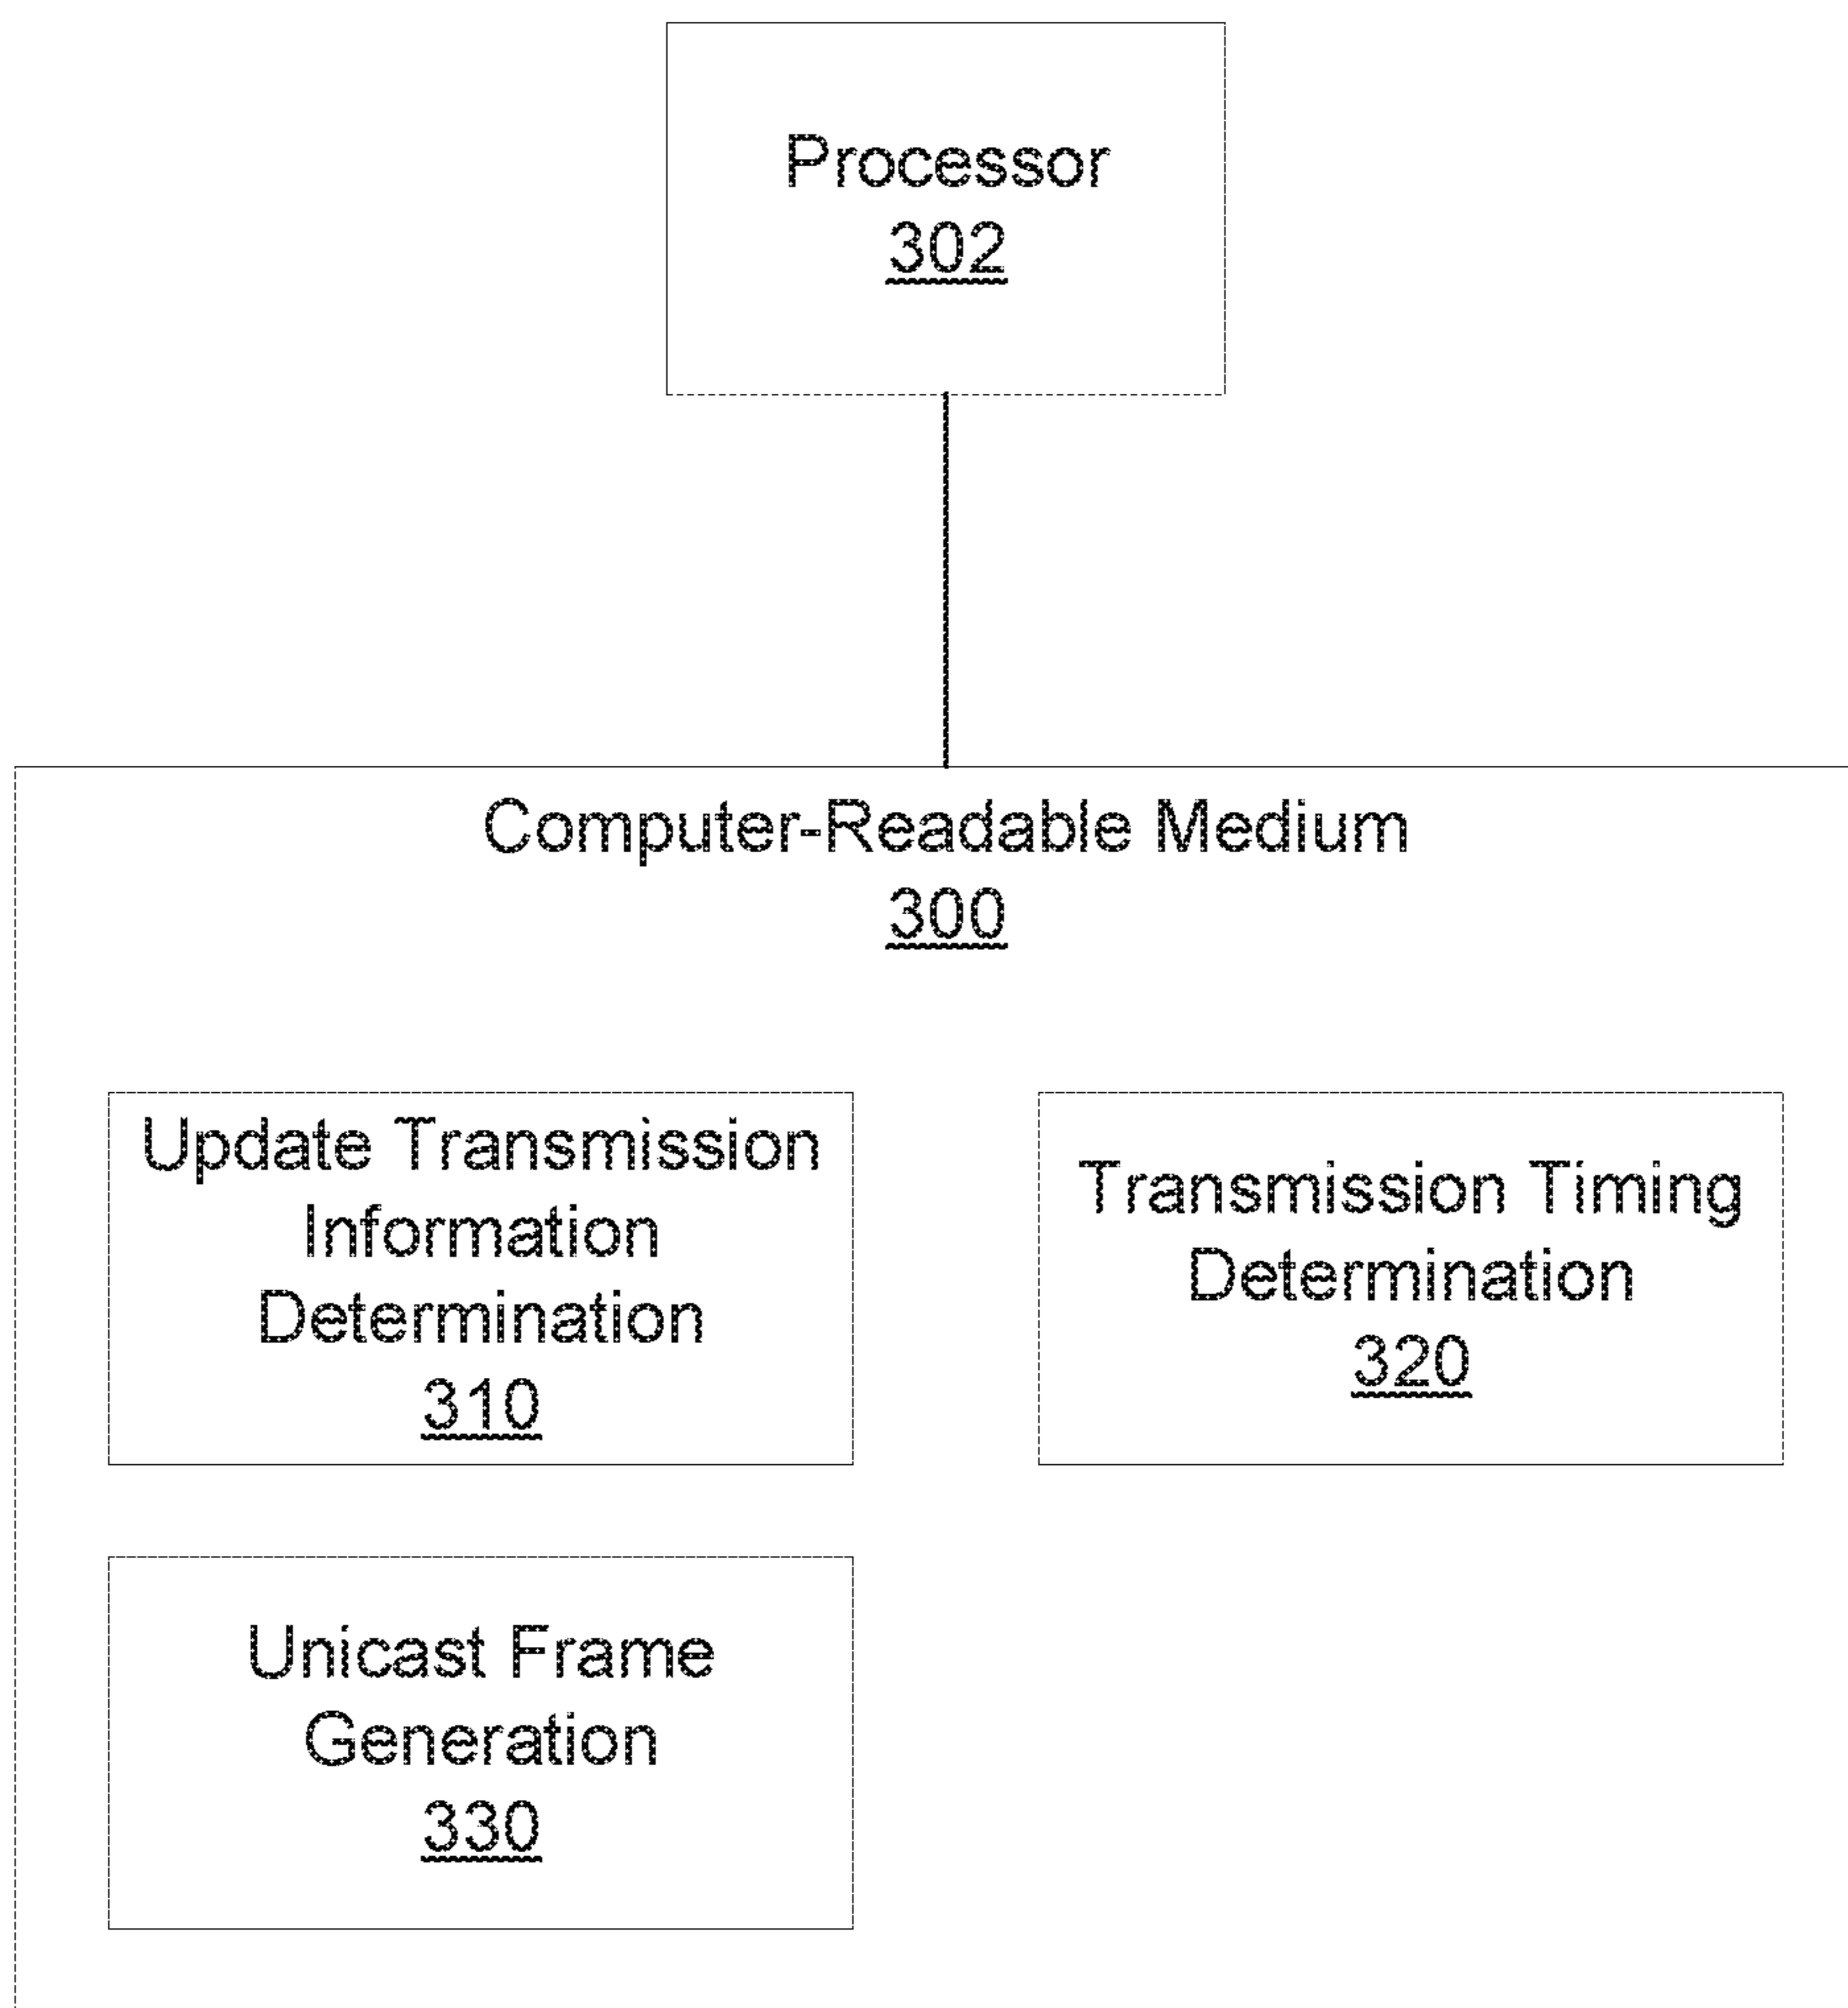 Processor
302
Computer-Readable Medium
300
Update Transmission
Information
Determination
310
Transmission Timing
Determination
320
Unicast Frame
Generation
330